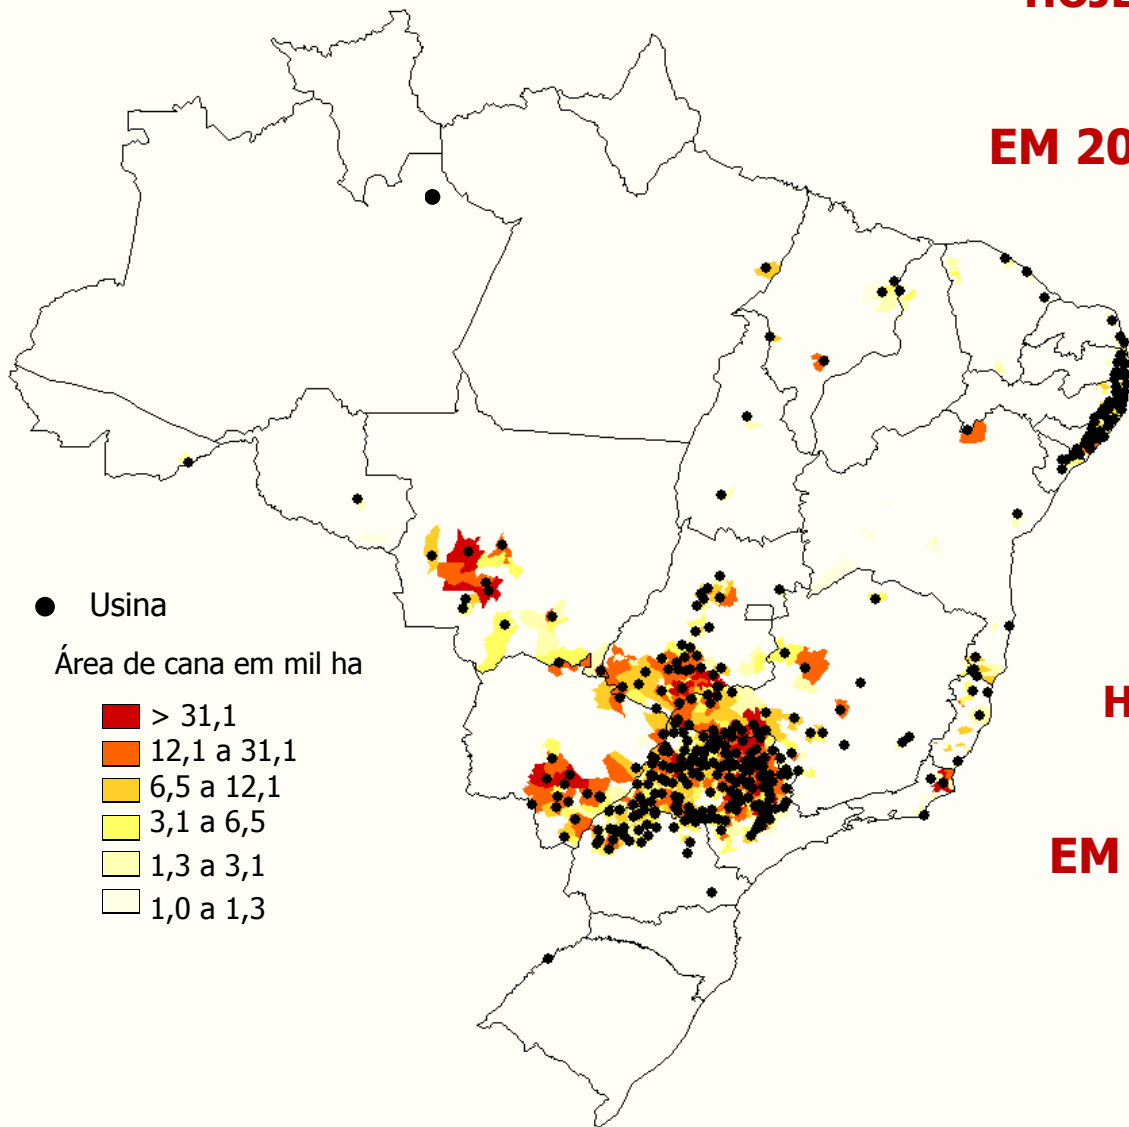 EM 20
H
EM
Usina
Área de cana em mil ha
> 31,1
12,1 a 31,1
6,5 a 12,1
3,1 a 6,5
1,3 a 3,1
1,0 a 1,3